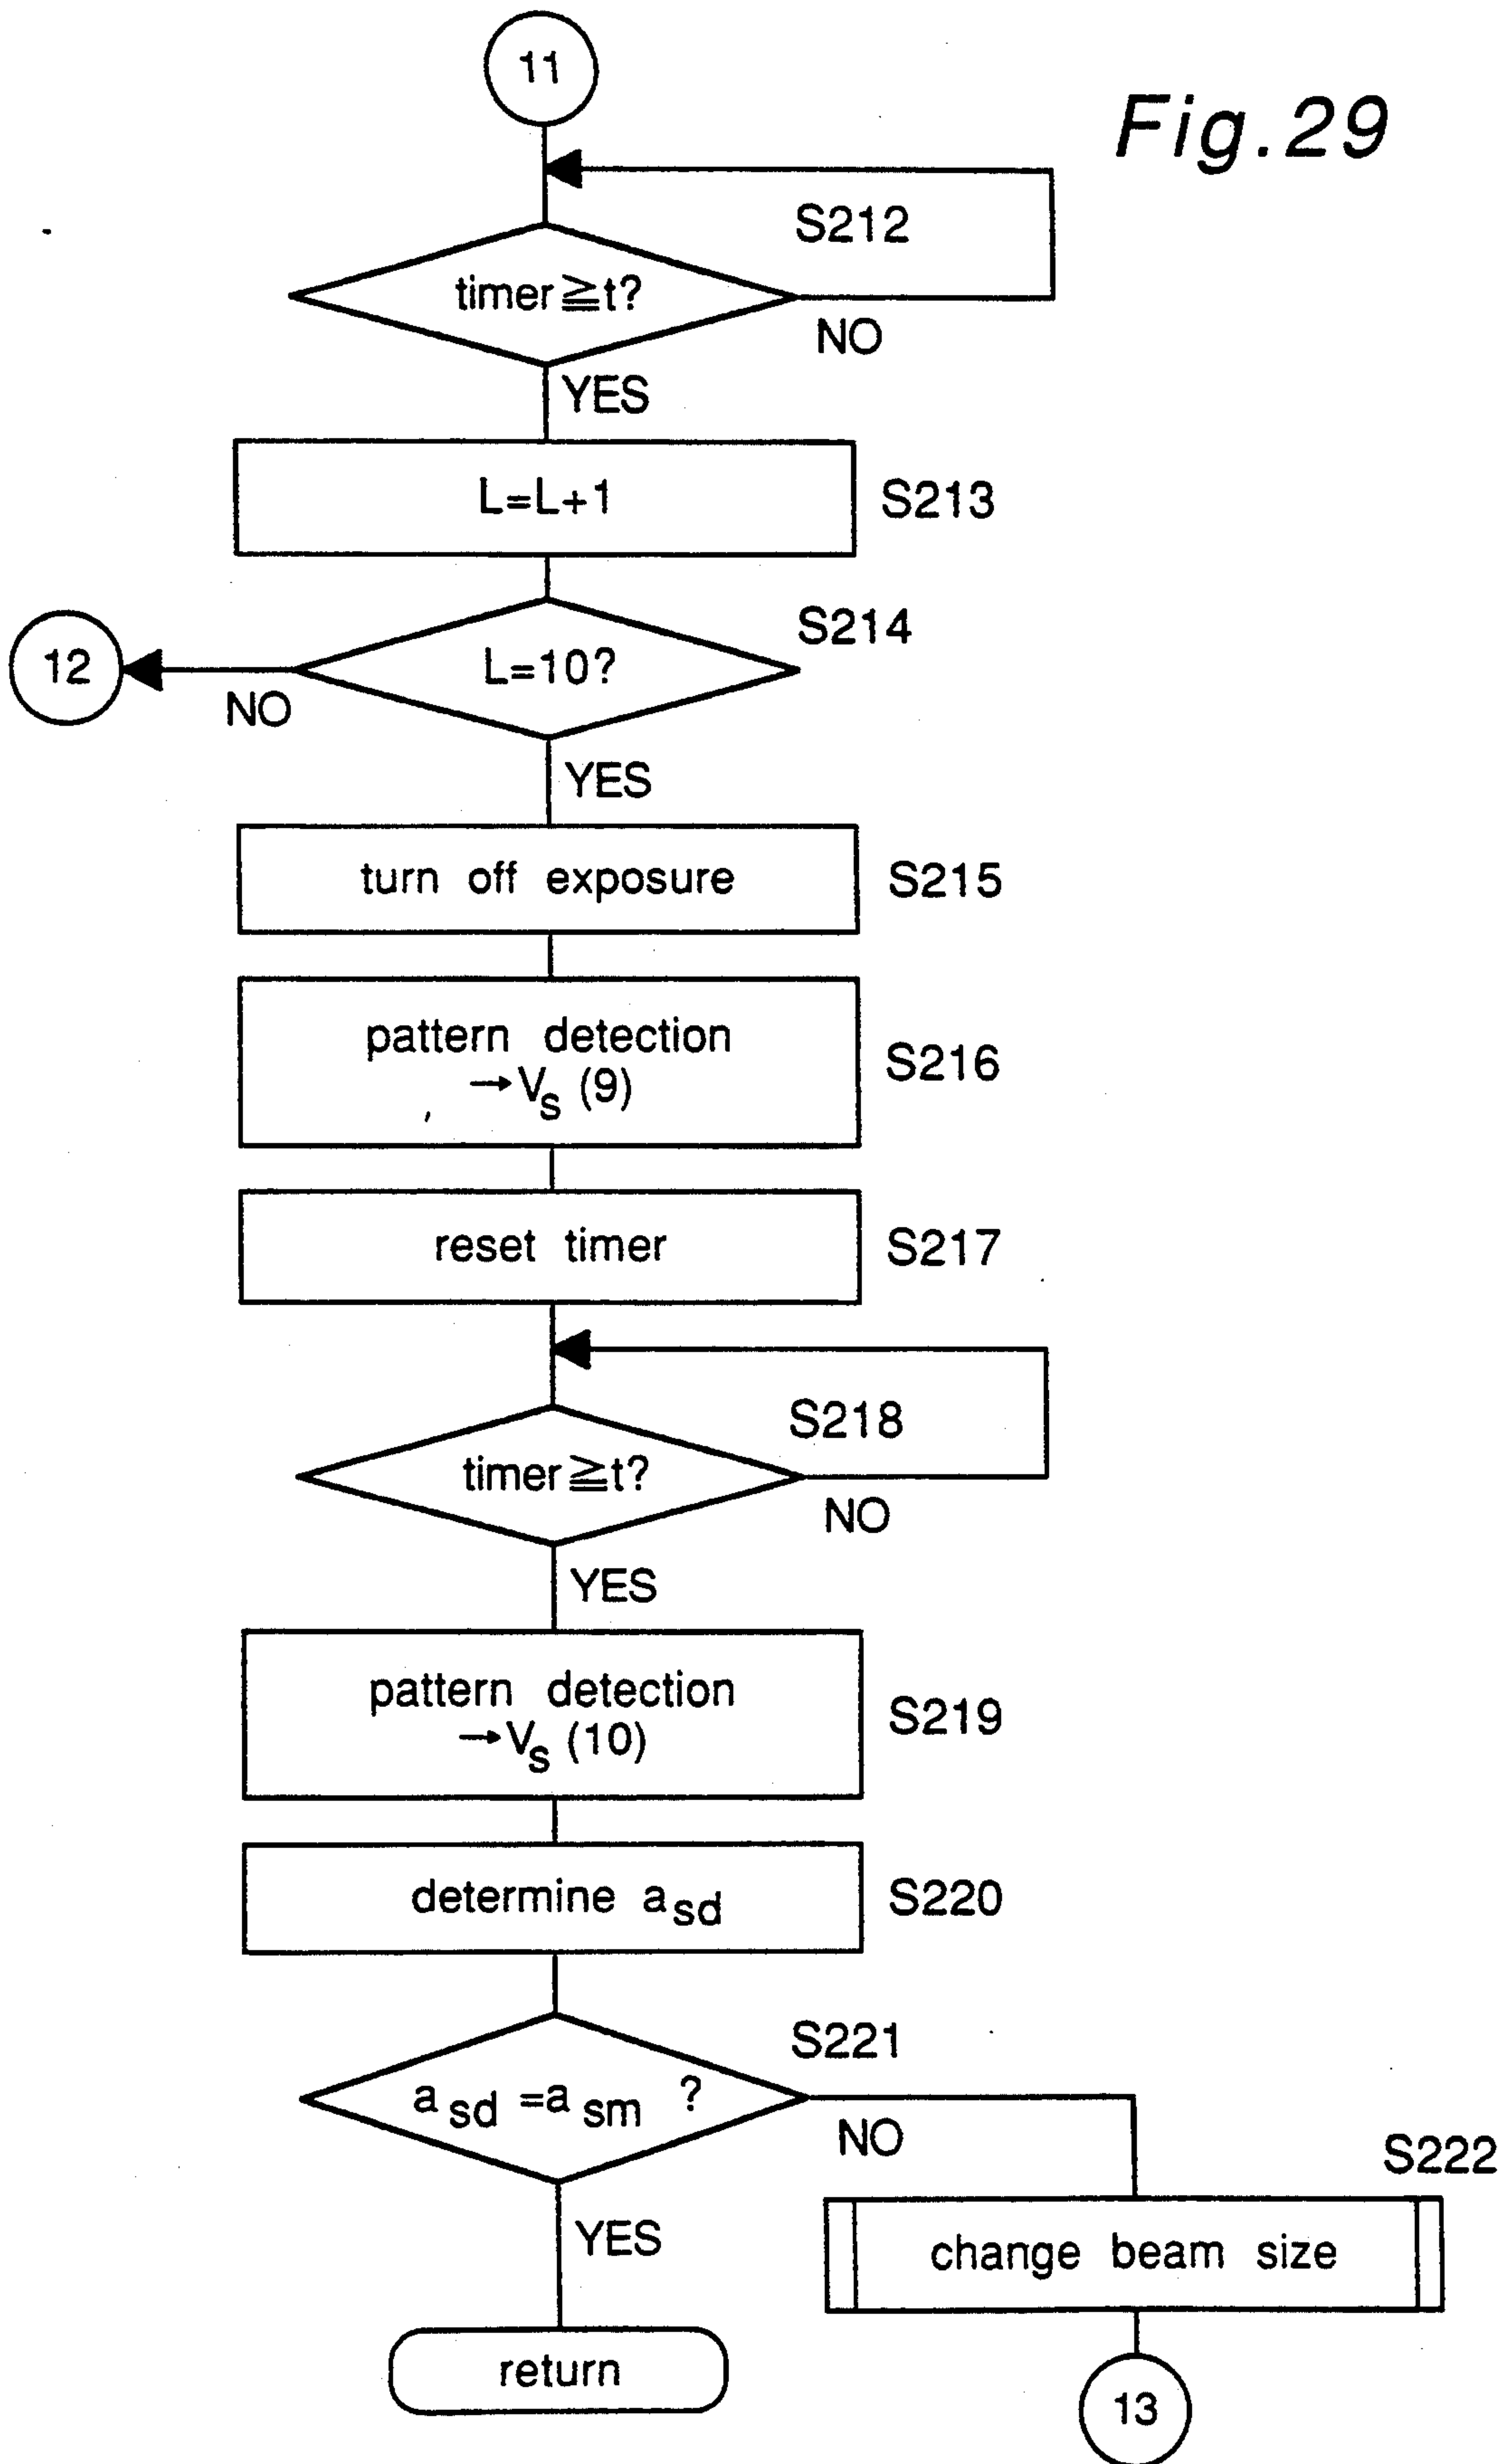 11
Fig.29
S212
timer≧t?
NO
YES
L=L+1
S213
S214
12
L=10?
NO
YES
turn off exposure
S215
pattern detection
→Vs (9)
S216
reset timer
S217
S218
timer≧t?
NO
YES
pattern detection
→Vs (10)
S219
determine asd
S220
S221
asd =asm ?
NO
S222
YES
change beam size
return
13